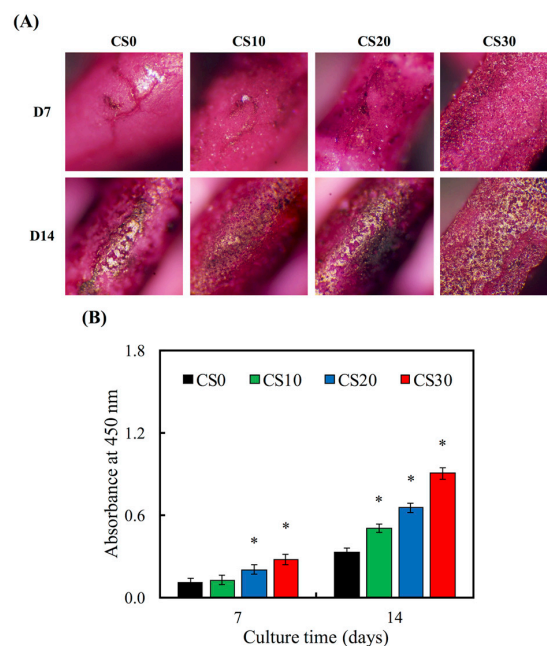 (A)
CS0 CS10 CS20 CS30
D7
D14
(B)
1.8
CS0 CS10 CS20 CS30
1.2
Absorbance at 450 nm
*
* *
0.6
* *
0.0
7 14
Culture time (days)